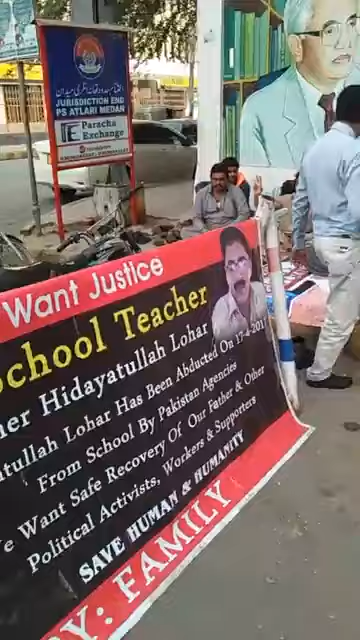 JURISDICTION END
PS ATLARI MEDAN
Paracha
Exchange
Want Justice
School Teacher
her Hidayatullah Lohar
atullah Lohar Has Been Abducted On 17-4-2017
From School By Pakistan Agencies
e Want Safe Recovery Of Our Father & Other
Political Activists, Workers & Supporters
SAVE HUMAN & HUMANITY
BY: FAMILY